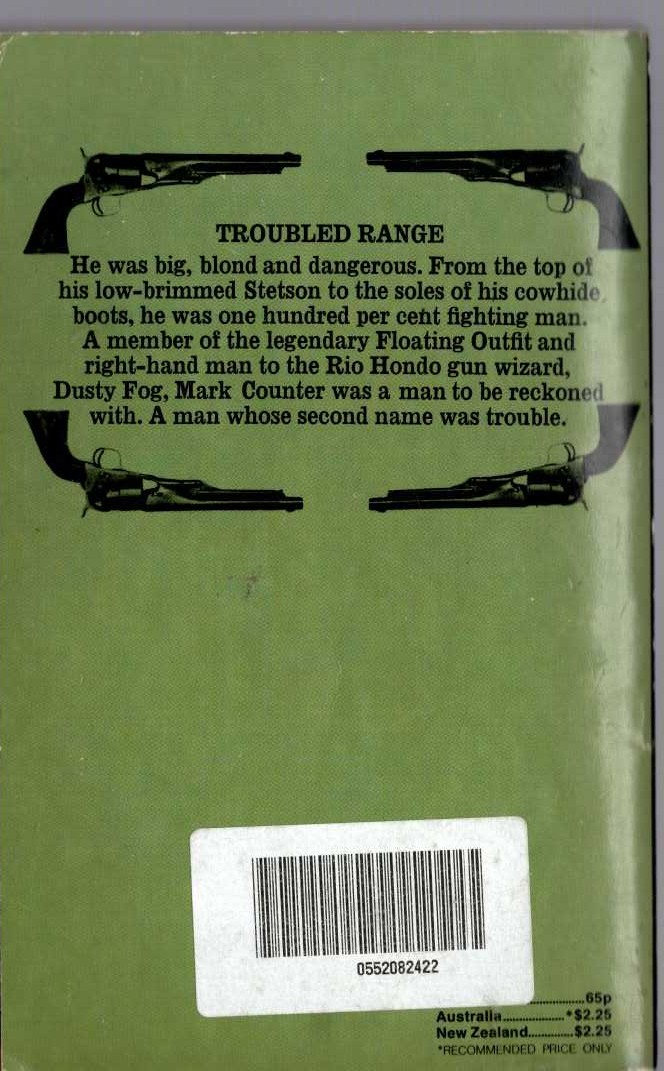 TROUBLED RANGE
He was big, blond and dangerous. From the top of
his low-brimmed Stetson to the soles of his cowhide
boots, he was one hundred per cent fighting man.
A member of the legendary Floating Outfit and
right-hand man to the Rio Hondo gun wizard,
Dusty Fog, Mark Counter was a man to be reckoned
with. A man whose second name was trouble.
0552082422
..................65p
Australia....................*$2.25
New Zealand..............$2.25
*RECOMMENDED PRICE ONLY